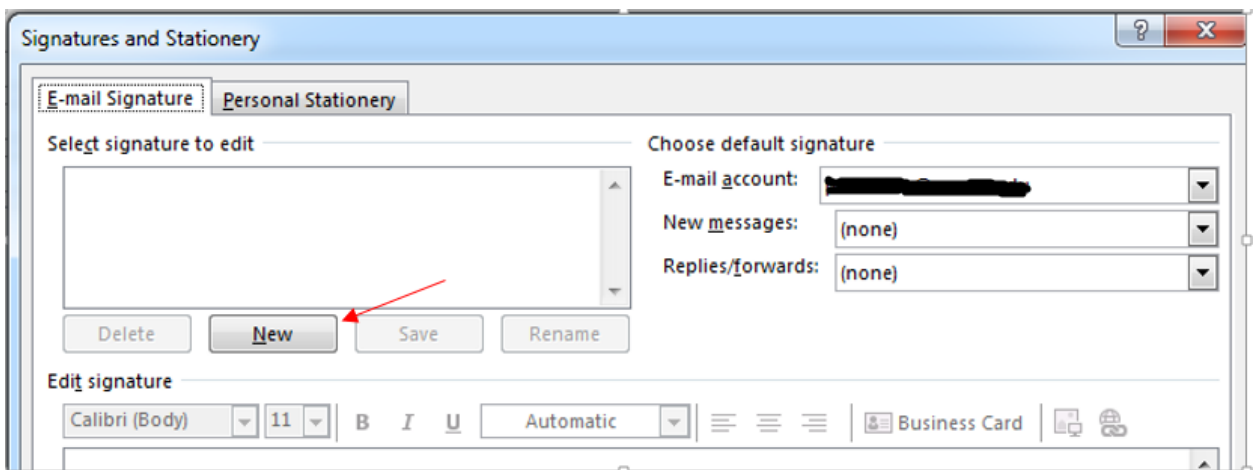 Signatures and Stationery
E-mail Signature Personal Stationery
Select signature to edit
Choose default signature
E-mail account:
New messages: (none)
Replies/forwards: (none)
Delete New Save Rename
Edit signature
Calibri (Body) 11 B I U Automatic Business Card